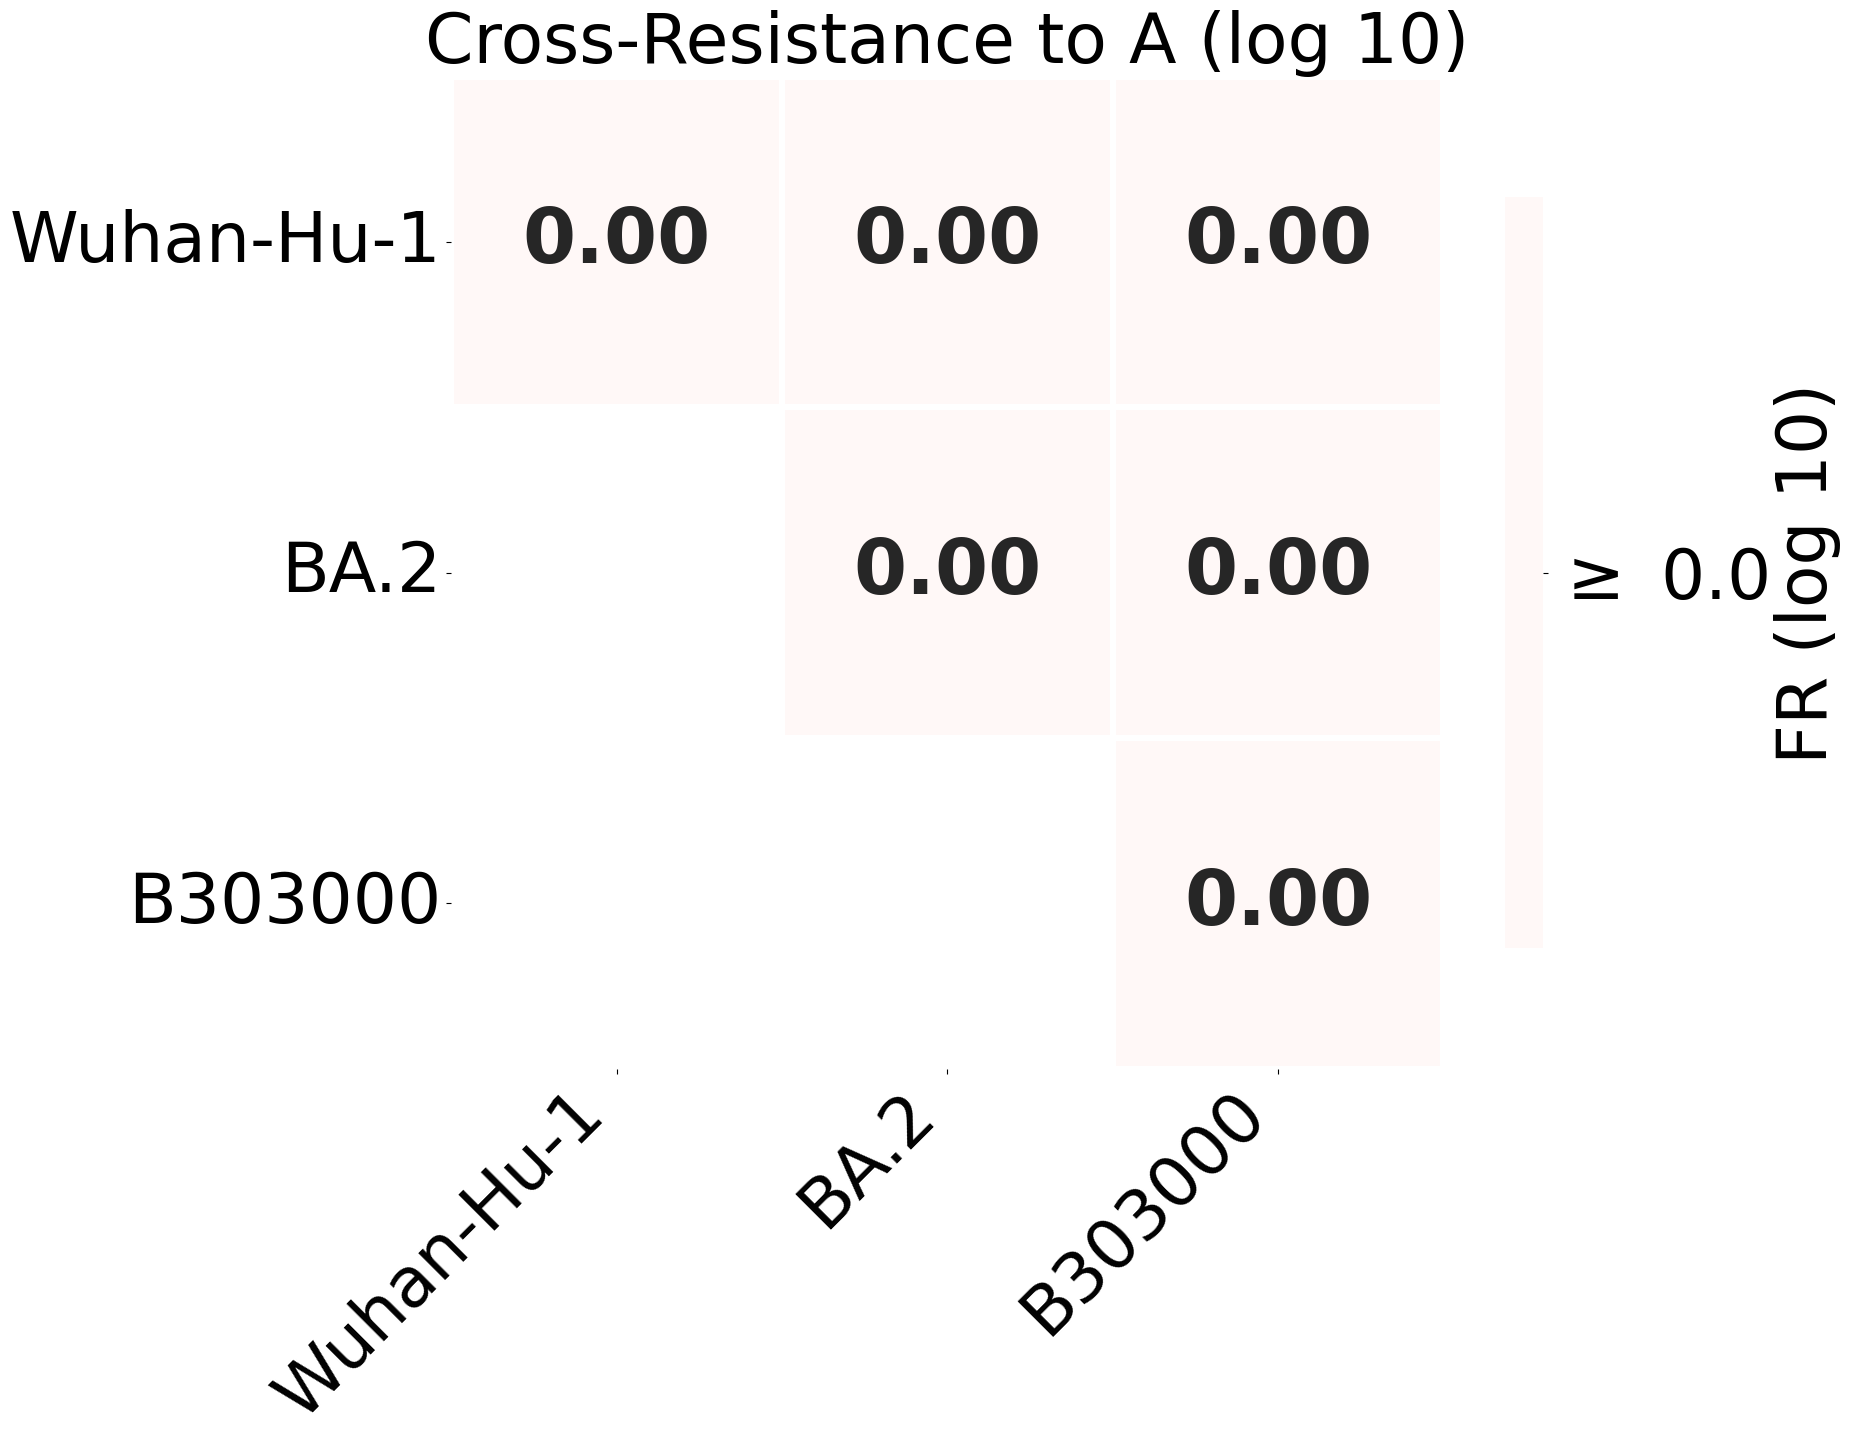 Cross-Resistance to A (log 10)
Wuhan-Hu-1
0.00 0.00 0.00
BA.2
0.00 0.00
B303000
0.00
Wuhan-Hu-1
BA.2
B303000
≥ 0.0
FR (log 10)